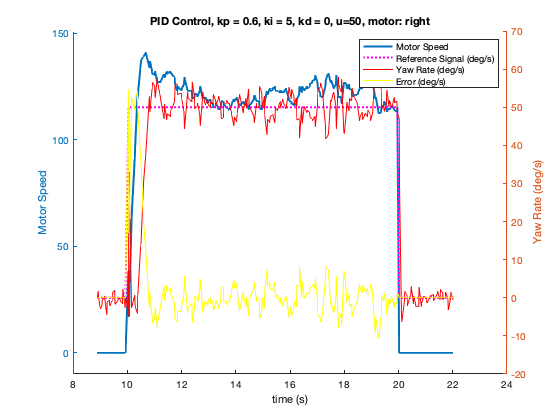 PID Control, kp = 0.6, ki = 5, kd = 0, u=50, motor: right
Motor Speed
Reference Signal (deg/s)
Yaw Rate (deg/s)
Error (deg/s)
150
100
50
0
Motor Speed
70
60
50
40
30
20
10
0
-10
-20
Yaw Rate (deg/s)
8 10 12 14 16 18 20 22 24
time (s)